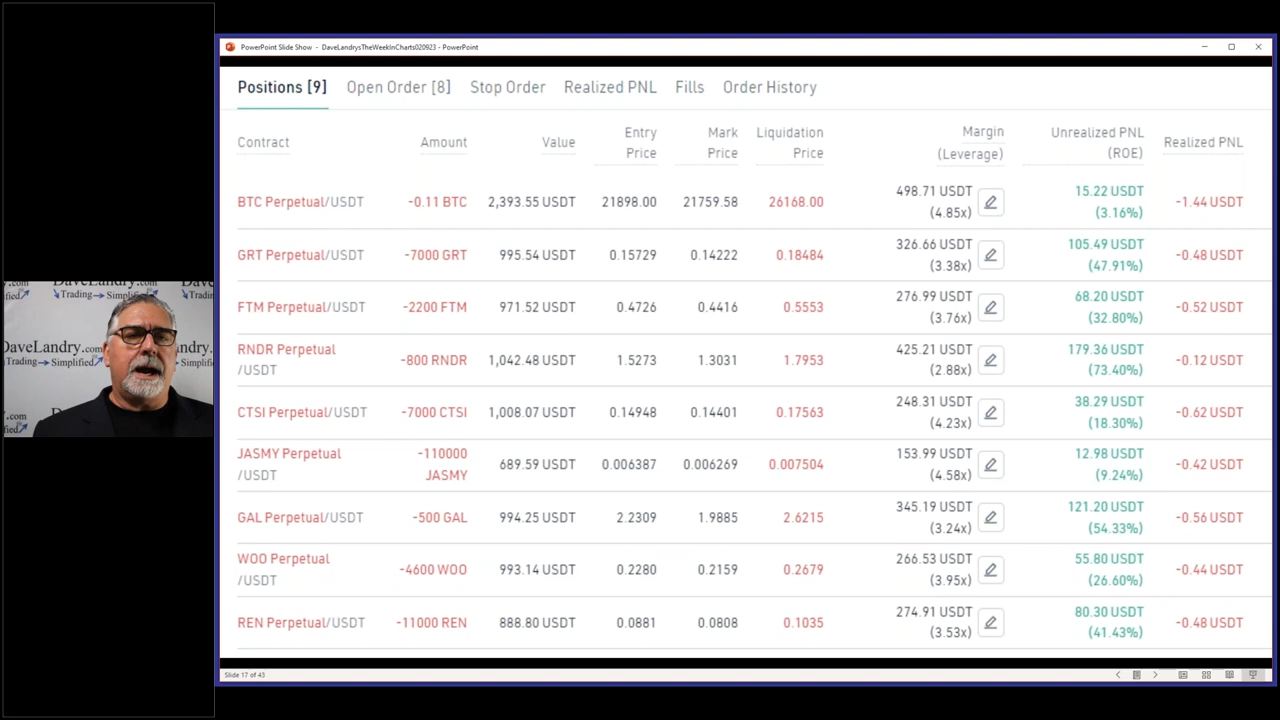 PowerPoint Slide Show - DaveLandrysTheWeekInCharts020923 - PowerPoint
Positions [9] Open Order [8] Stop Order Realized PNL Fills Order History
Contract Amount Value Entry Price Mark Price Liquidation Price Margin (Leverage) Unrealized PNL (ROE) Realized PNL
BTC Perpetual/USDT -0.11 BTC 2,393.55 USDT 21898.00 21759.58 26168.00 498.71 USDT (4.85x) 15.22 USDT (3.16%) -1.44 USDT
GRT Perpetual/USDT -7000 GRT 995.54 USDT 0.15729 0.14222 0.18484 326.66 USDT (3.38x) 105.49 USDT (47.91%) -0.48 USDT
FTM Perpetual/USDT -2200 FTM 971.52 USDT 0.4726 0.4416 0.5553 276.99 USDT (3.76x) 68.20 USDT (32.80%) -0.52 USDT
RNDR Perpetual /USDT -800 RNDR 1,042.48 USDT 1.5273 1.3031 1.7953 425.21 USDT (2.88x) 179.36 USDT (73.40%) -0.12 USDT
CTSI Perpetual/USDT -7000 CTSI 1,008.07 USDT 0.14948 0.14401 0.17563 248.31 USDT (4.23x) 38.29 USDT (18.30%) -0.62 USDT
JASMY Perpetual /USDT -110000 JASMY 689.59 USDT 0.006387 0.006269 0.007504 153.99 USDT (4.58x) 12.98 USDT (9.24%) -0.42 USDT
GAL Perpetual/USDT -500 GAL 994.25 USDT 2.2309 1.9885 2.6215 345.19 USDT (3.24x) 121.20 USDT (54.33%) -0.56 USDT
WOO Perpetual /USDT -4600 WOO 993.14 USDT 0.2280 0.2159 0.2679 266.53 USDT (3.95x) 55.80 USDT (26.60%) -0.44 USDT
REN Perpetual/USDT -11000 REN 888.80 USDT 0.0881 0.0808 0.1035 274.91 USDT (3.53x) 80.30 USDT (41.43%) -0.48 USDT
Slide 17 of 43
DaveLandry.com
Trading Simplified